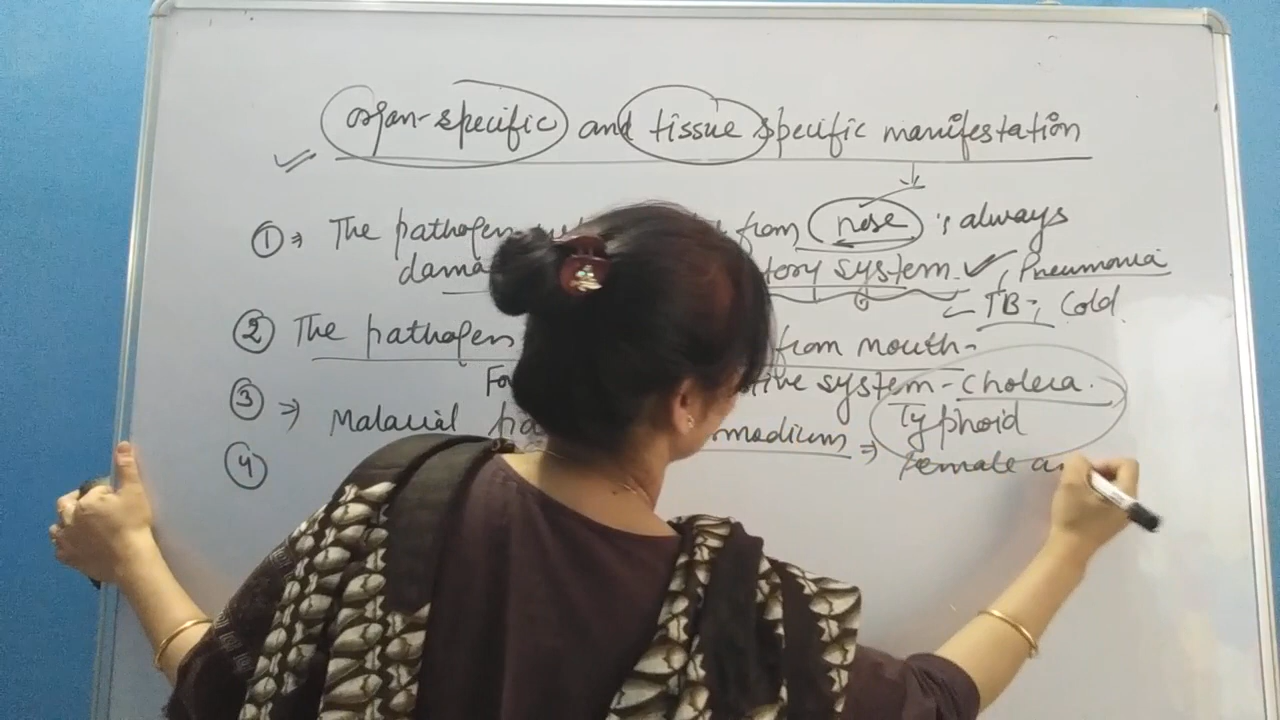 organ-specific and tissue specific manifestation
① ⇒ The pathogen from nose is always
dama tory system ✓, Pneumonia
TB, Cold
② The pathogen from mouth-
Fo tive system - cholera.
③ ⇒ Malarial modium ⇒ Typhoid
④ Female a